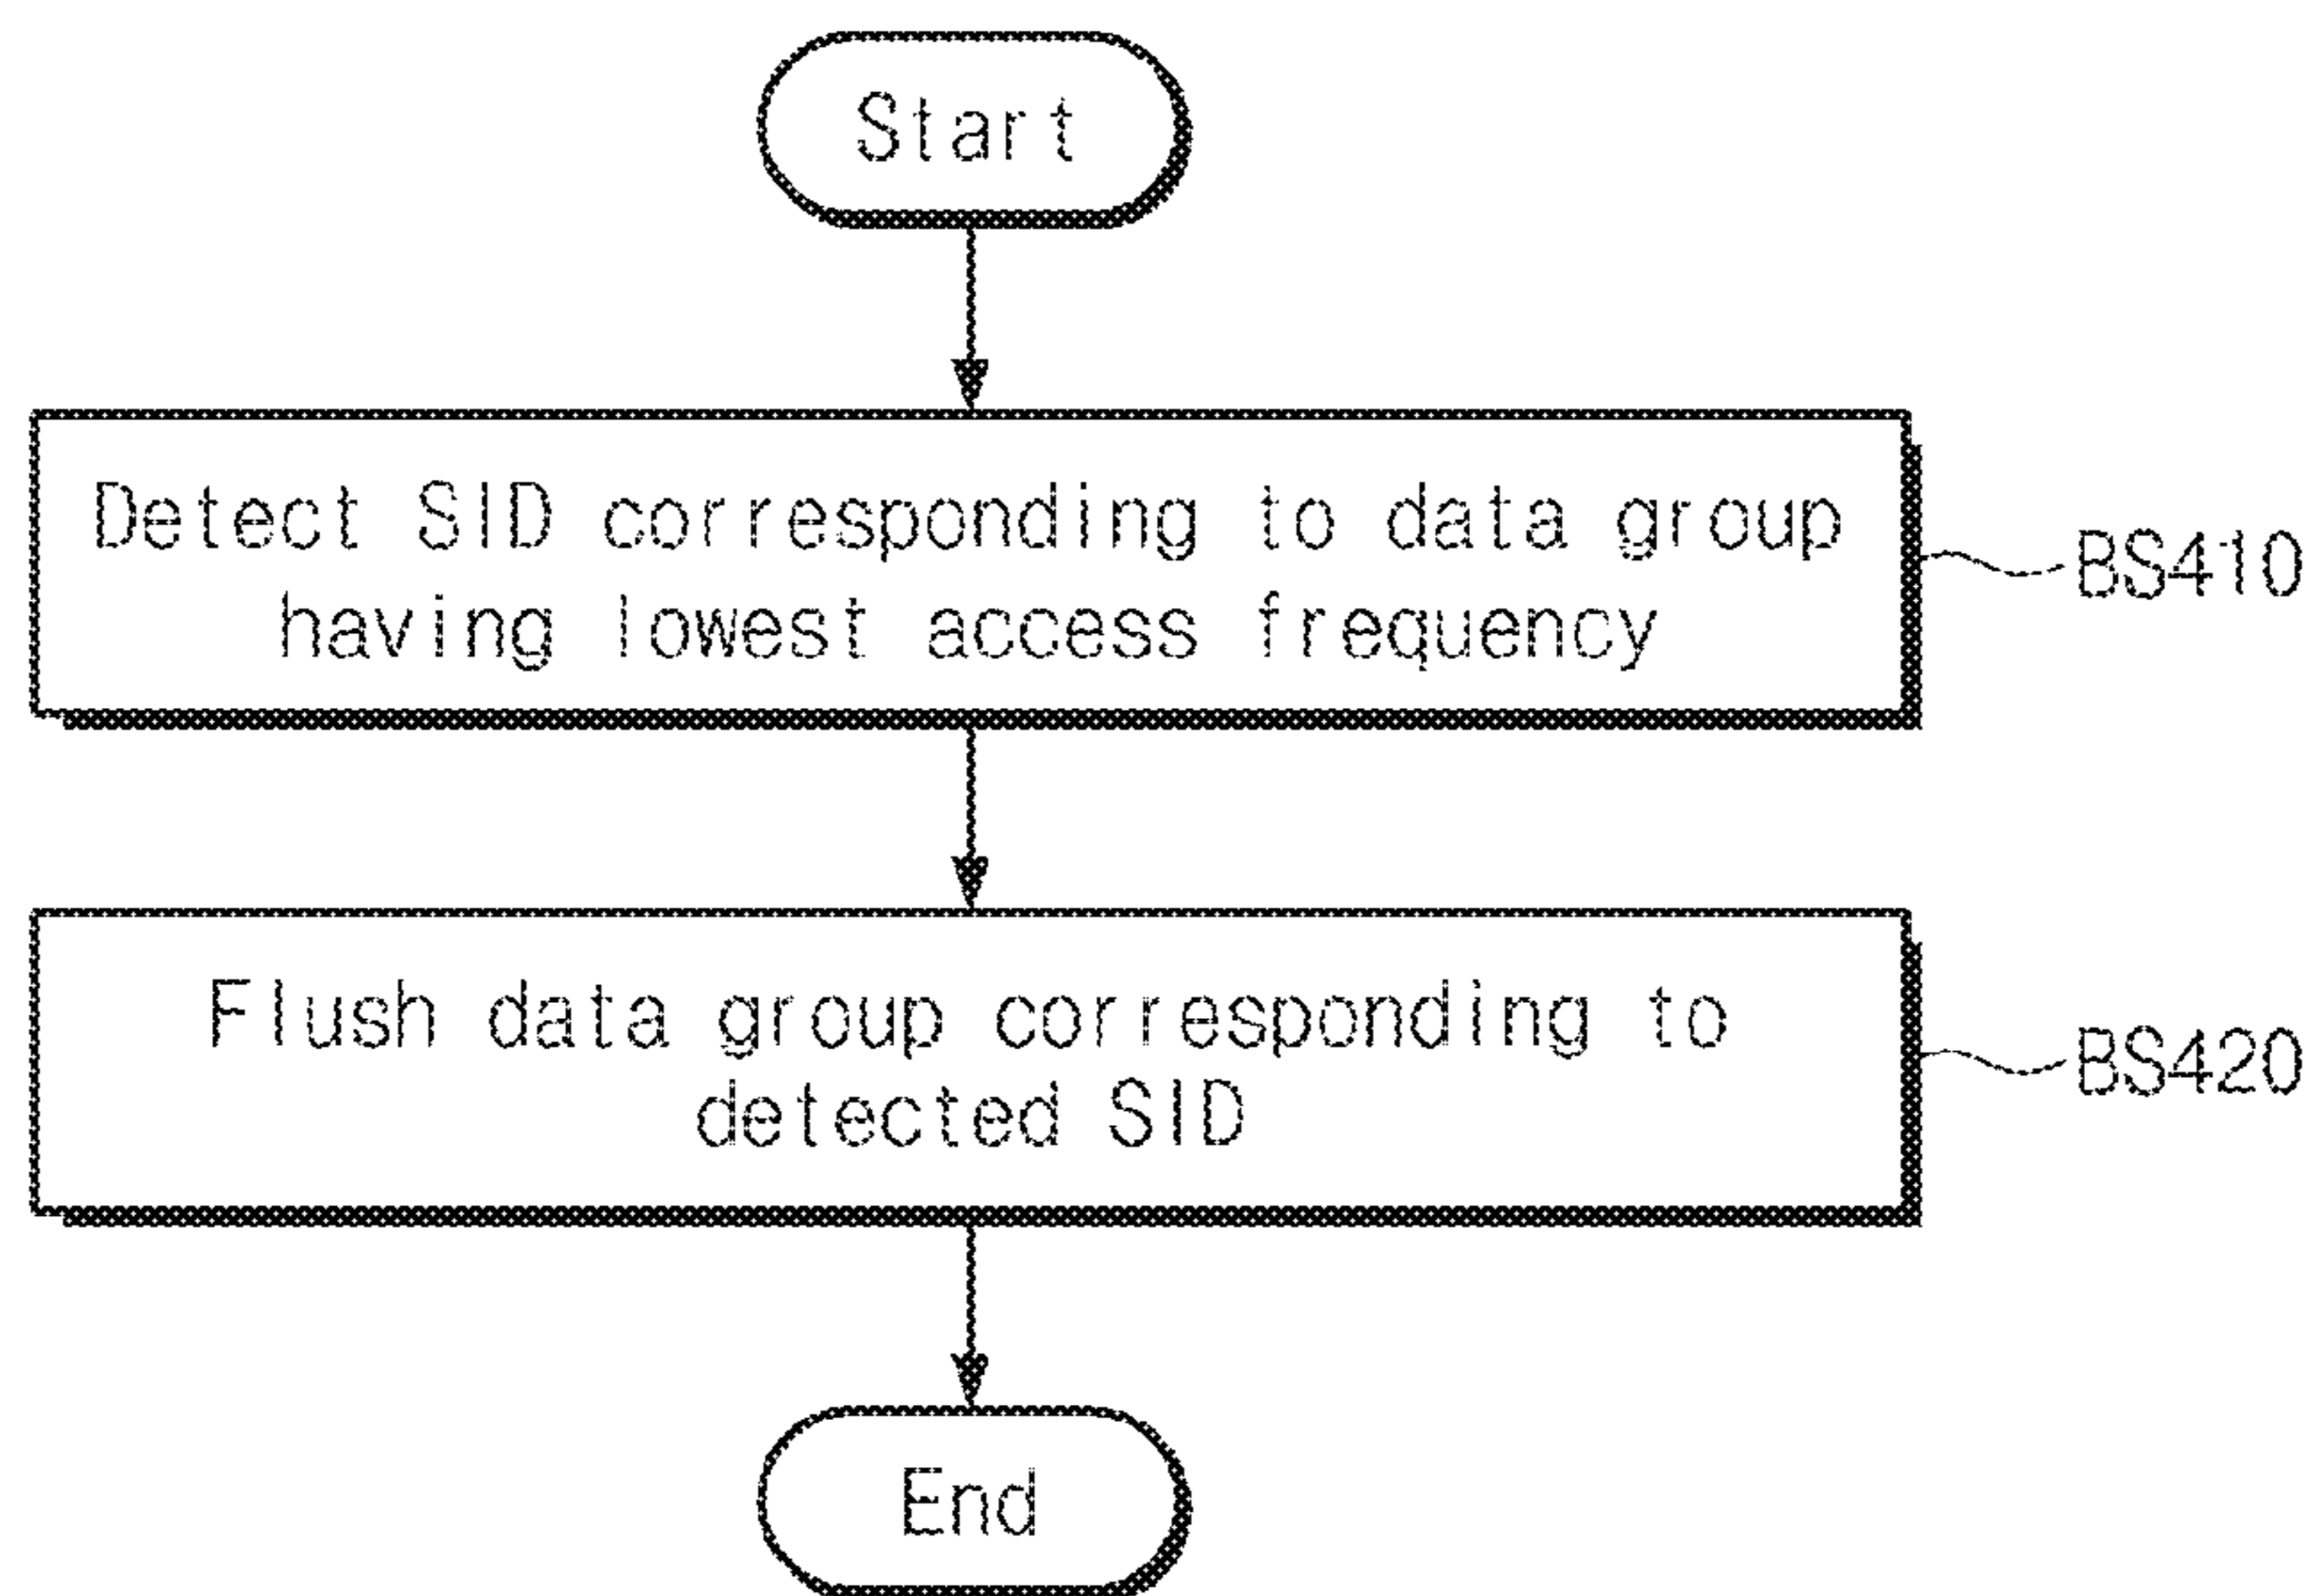 Start
Detect SID corresponding to data group
having lowest access frequency
BS410
Flush data group corresponding to
detected SID
BS420
End